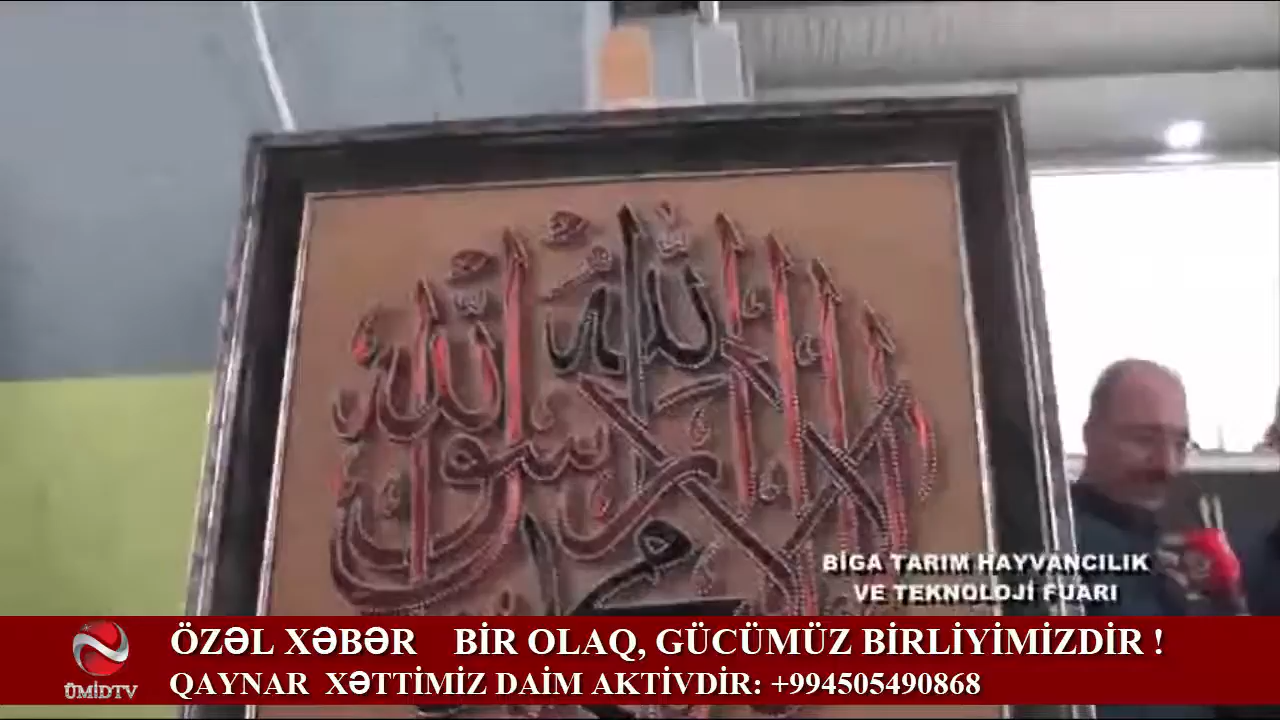 لا إله إلا الله محمد رسول الله
BİGA TARIM HAYVANCILIK
VE TEKNOLOJİ FUARI
ÖZƏL XƏBƏR BİR OLAQ, GÜCÜMÜZ BİRLİYİMİZDİR !
QAYNAR XƏTTİMİZ DAİM AKTİVDİR: +994505490868
ÜMİDTV